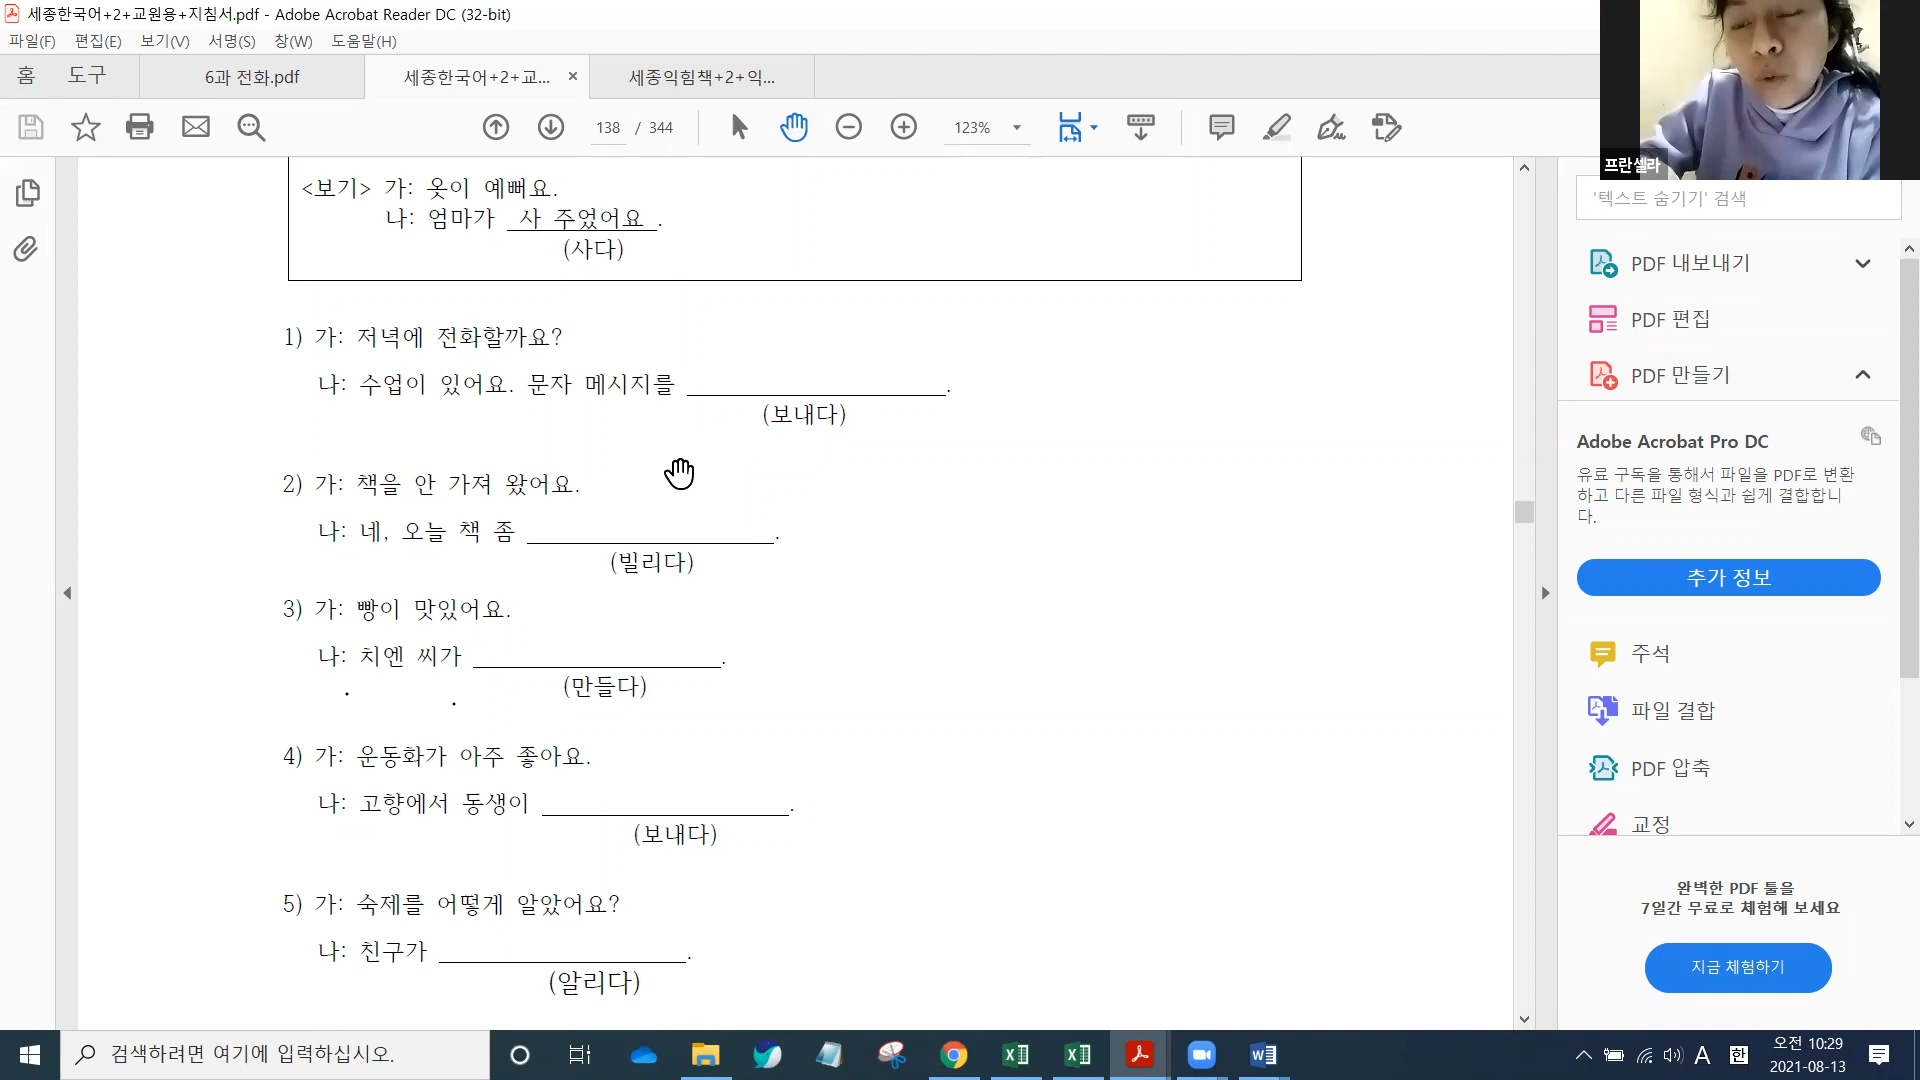 세종한국어+2+교원용+지침서.pdf - Adobe Acrobat Reader DC (32-bit)
파일(F) 편집(E) 보기(V) 서명(S) 창(W) 도움말(H)
홈 도구 6과 전화.pdf 세종한국어+2+교... × 세종익힘책+2+익...
138 / 344 123%
프란셀라
<보기> 가: 옷이 예뻐요.
나: 엄마가 사 주었어요.
(사다)
1) 가: 저녁에 전화할까요?
나: 수업이 있어요. 문자 메시지를 ____________.
(보내다)
2) 가: 책을 안 가져 왔어요.
나: 네, 오늘 책 좀 ____________.
(빌리다)
3) 가: 빵이 맛있어요.
나: 치엔 씨가 ____________.
(만들다)
4) 가: 운동화가 아주 좋아요.
나: 고향에서 동생이 ____________.
(보내다)
5) 가: 숙제를 어떻게 알았어요?
나: 친구가 ____________.
(알리다)
'텍스트 숨기기' 검색
PDF 내보내기
PDF 편집
PDF 만들기
Adobe Acrobat Pro DC
유료 구독을 통해서 파일을 PDF로 변환
하고 다른 파일 형식과 쉽게 결합합니
다.
추가 정보
주석
파일 결합
PDF 압축
교정
완벽한 PDF 툴을
7일간 무료로 체험해 보세요
지금 체험하기
검색하려면 여기에 입력하십시오.
A 한 오전 10:29
2021-08-13